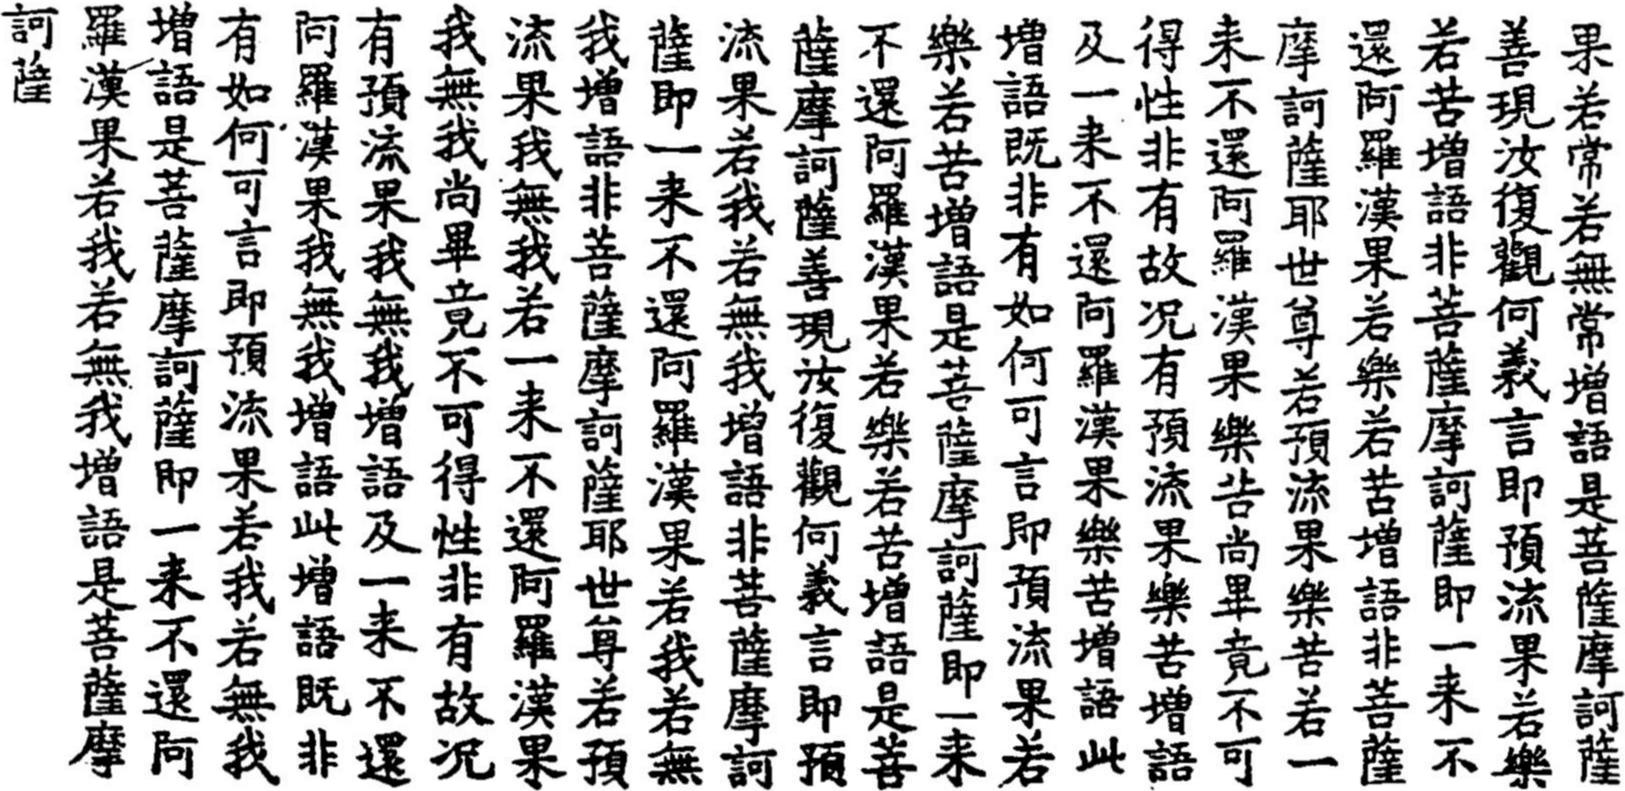 果若常若無常增語是菩薩摩訶薩
善現汝復觀何義言即預流果若樂
若苦增語非菩薩摩訶薩即一来不
還阿羅漢果若樂若苦增語非菩薩
摩訶薩耶世尊若預流果樂苦若一
来不還阿羅漢果樂苦尚畢竟不可
得性非有故况有預流果樂苦增語
及一来不還阿羅漢果樂苦增語此
增語既非有如何可言即預流果若
樂若苦增語是菩薩摩訶薩即一来
不還阿羅漢果若樂若苦增語是菩
薩摩訶薩善現汝復觀何義言即預
流果若我若無我增語非菩薩摩訶
薩即一来不還阿羅漢果若我若無
我增語非菩薩摩訶薩耶世尊若預
流果我無我若一来不還阿羅漢果
我無我尚畢竟不可得性非有故况
有預流果我無我增語及一来不還
阿羅漢果我無我增語此增語既非
有如何可言即預流果若我若無我
增語是菩薩摩訶薩即一来不還阿
羅漢果若我若無我增語是菩薩摩
訶薩